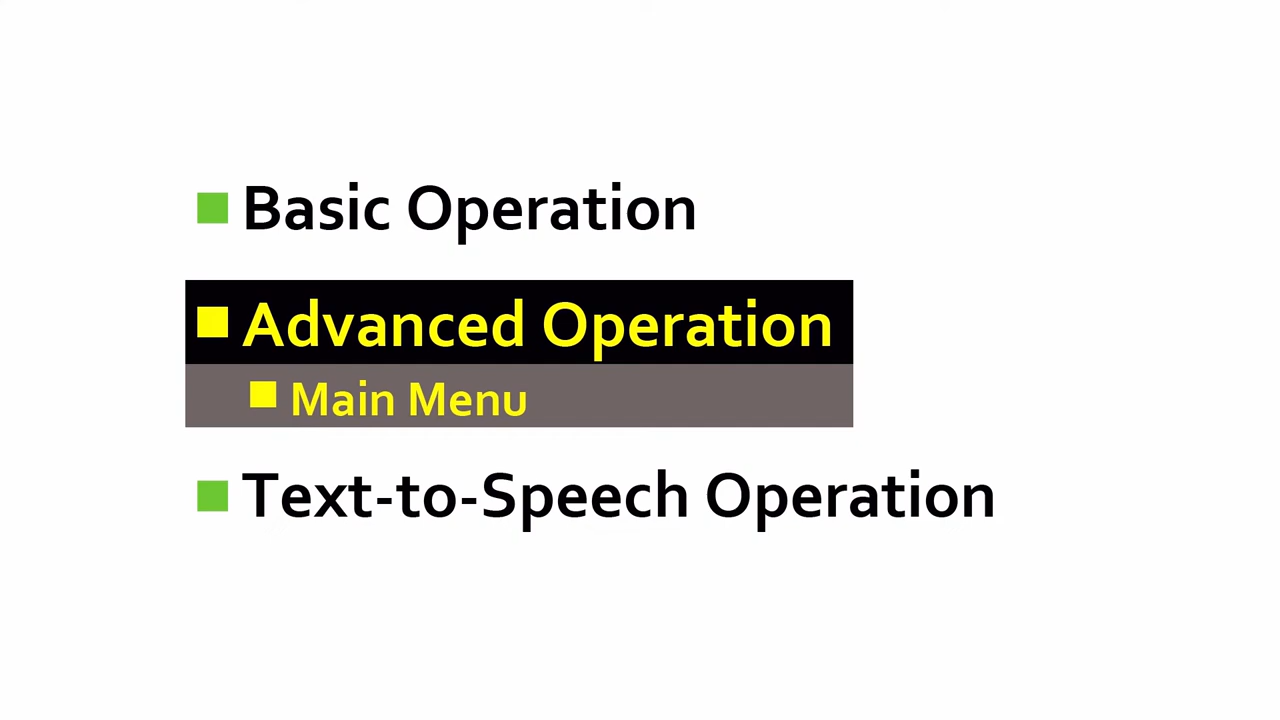 Basic Operation
Advanced Operation
Main Menu
Text-to-Speech Operation